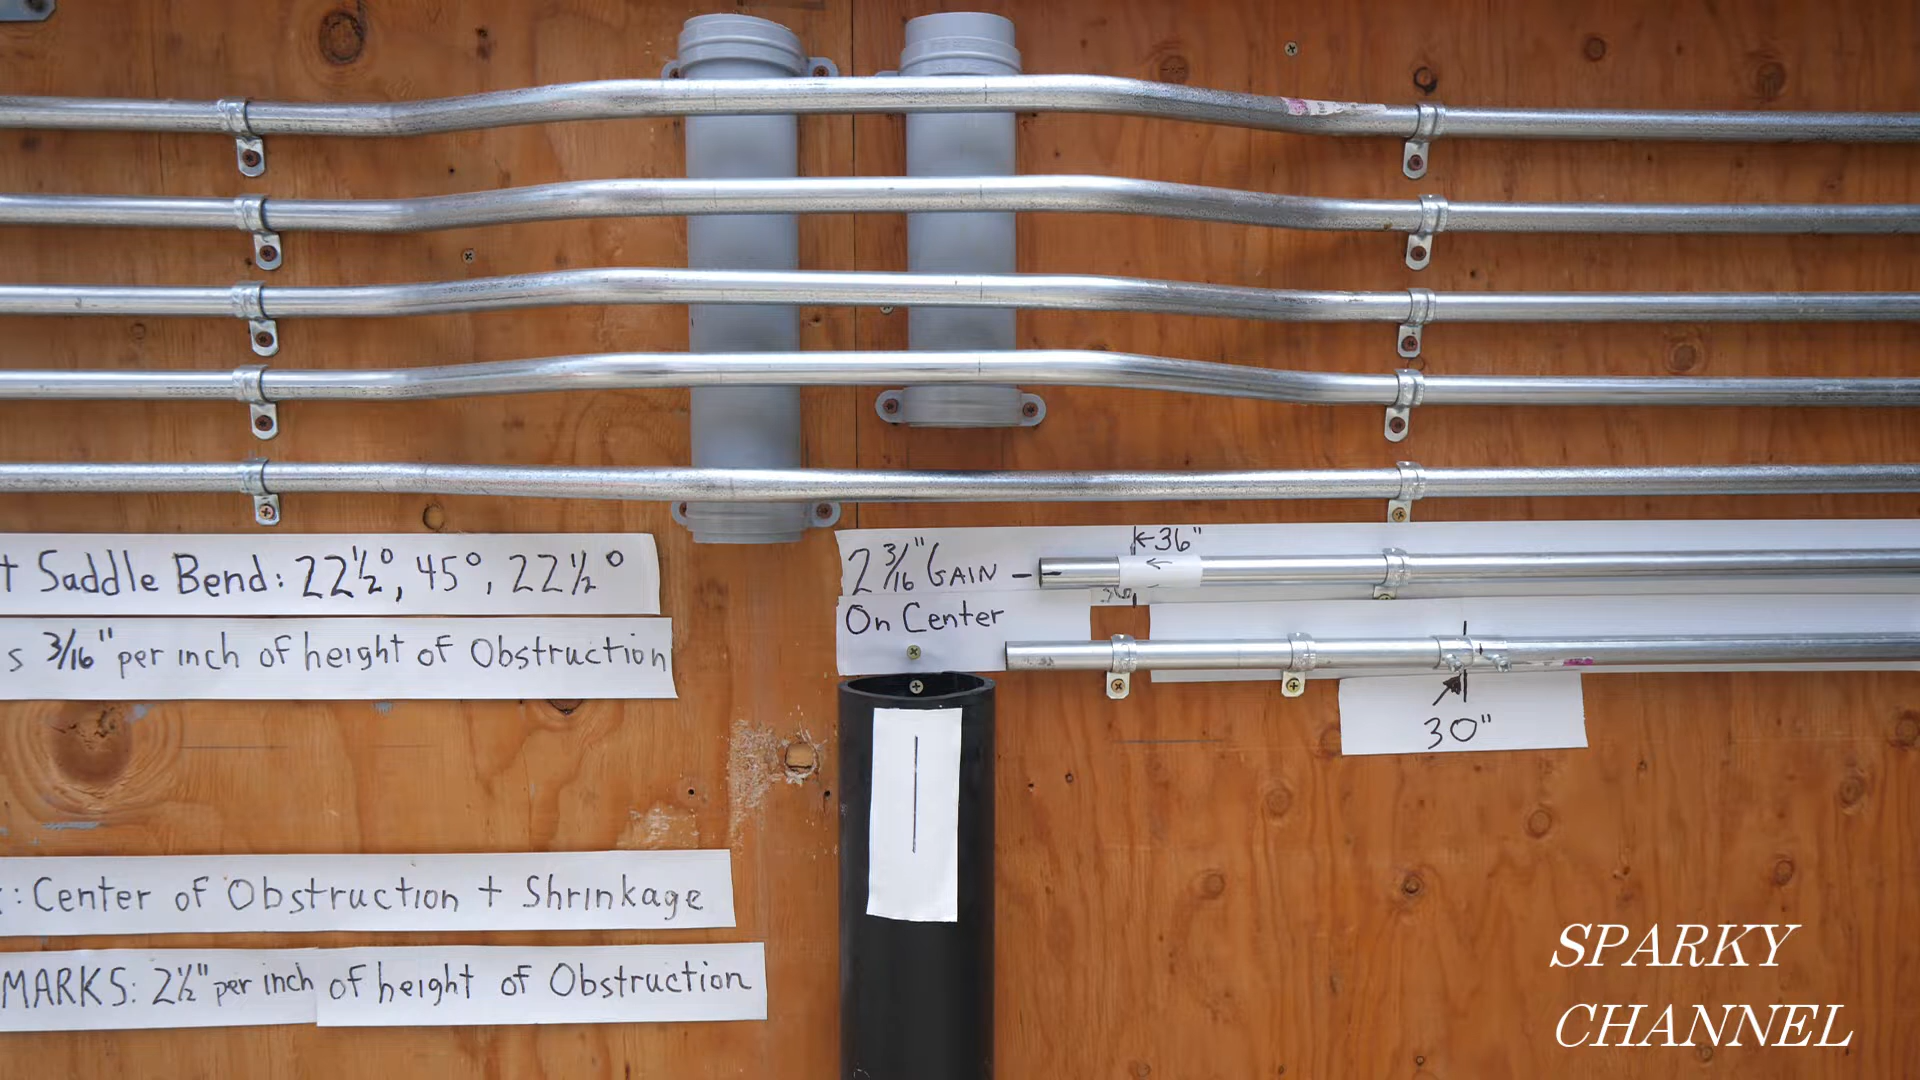 t Saddle Bend: 22½°, 45°, 22½°
s 3/16" per inch of height of Obstruction
: Center of Obstruction + Shrinkage
MARKS: 2½" per inch of height of Obstruction
2 3/16" GAIN –
On Center
36"
30"
SPARKY
CHANNEL